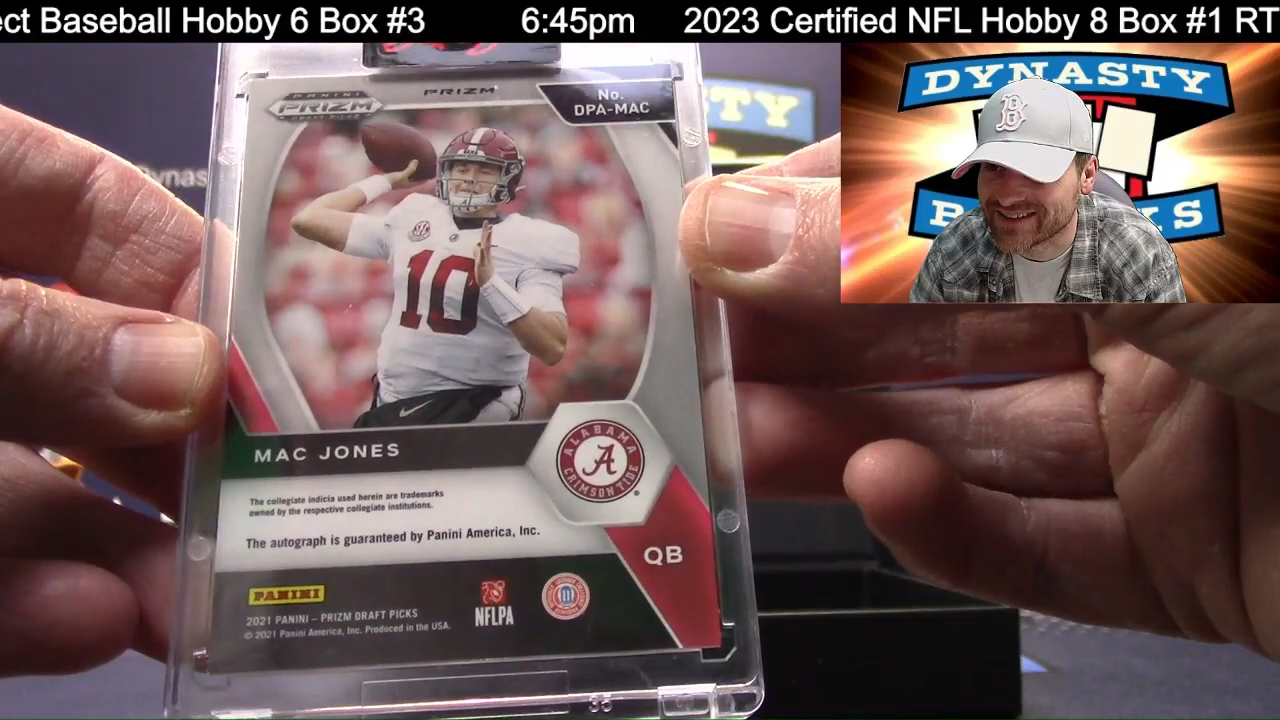 ect Baseball Hobby 6 Box #3 6:45pm 2023 Certified NFL Hobby 8 Box #1 RT
DYNASTY
PANINI
PRIZM
DRAFT PICKS
PRIZM
No.
DPA-MAC
10
MAC JONES
ALABAMA
A
CRIMSON TIDE
The collegiate indicia used herein are trademarks
owned by the respective collegiate institutions.
The autograph is guaranteed by Panini America, Inc.
QB
PANINI
NFLPA
2021 PANINI – PRIZM DRAFT PICKS
© 2021 Panini America, Inc. Produced in the USA.